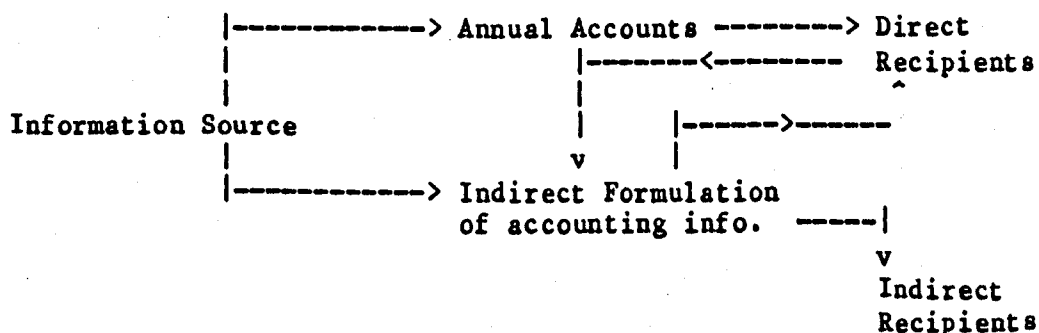 Annual Accounts Direct
Recipients
Information Source
Indirect Formulation
of accounting info.
Indirect
Recipients